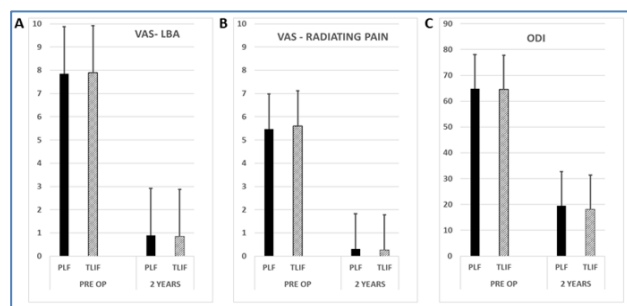 A
VAS- LBA
10
9
8
7
6
5
4
3
2
1
0
PLF TLIF PLF TLIF
PRE OP 2 YEARS
B
VAS - RADIATING PAIN
10
9
8
7
6
5
4
3
2
1
0
PLF TLIF PLF TLIF
PRE OP 2 YEARS
C
ODI
90
80
70
60
50
40
30
20
10
0
PLF TLIF PLF TLIF
PRE OP 2 YEARS